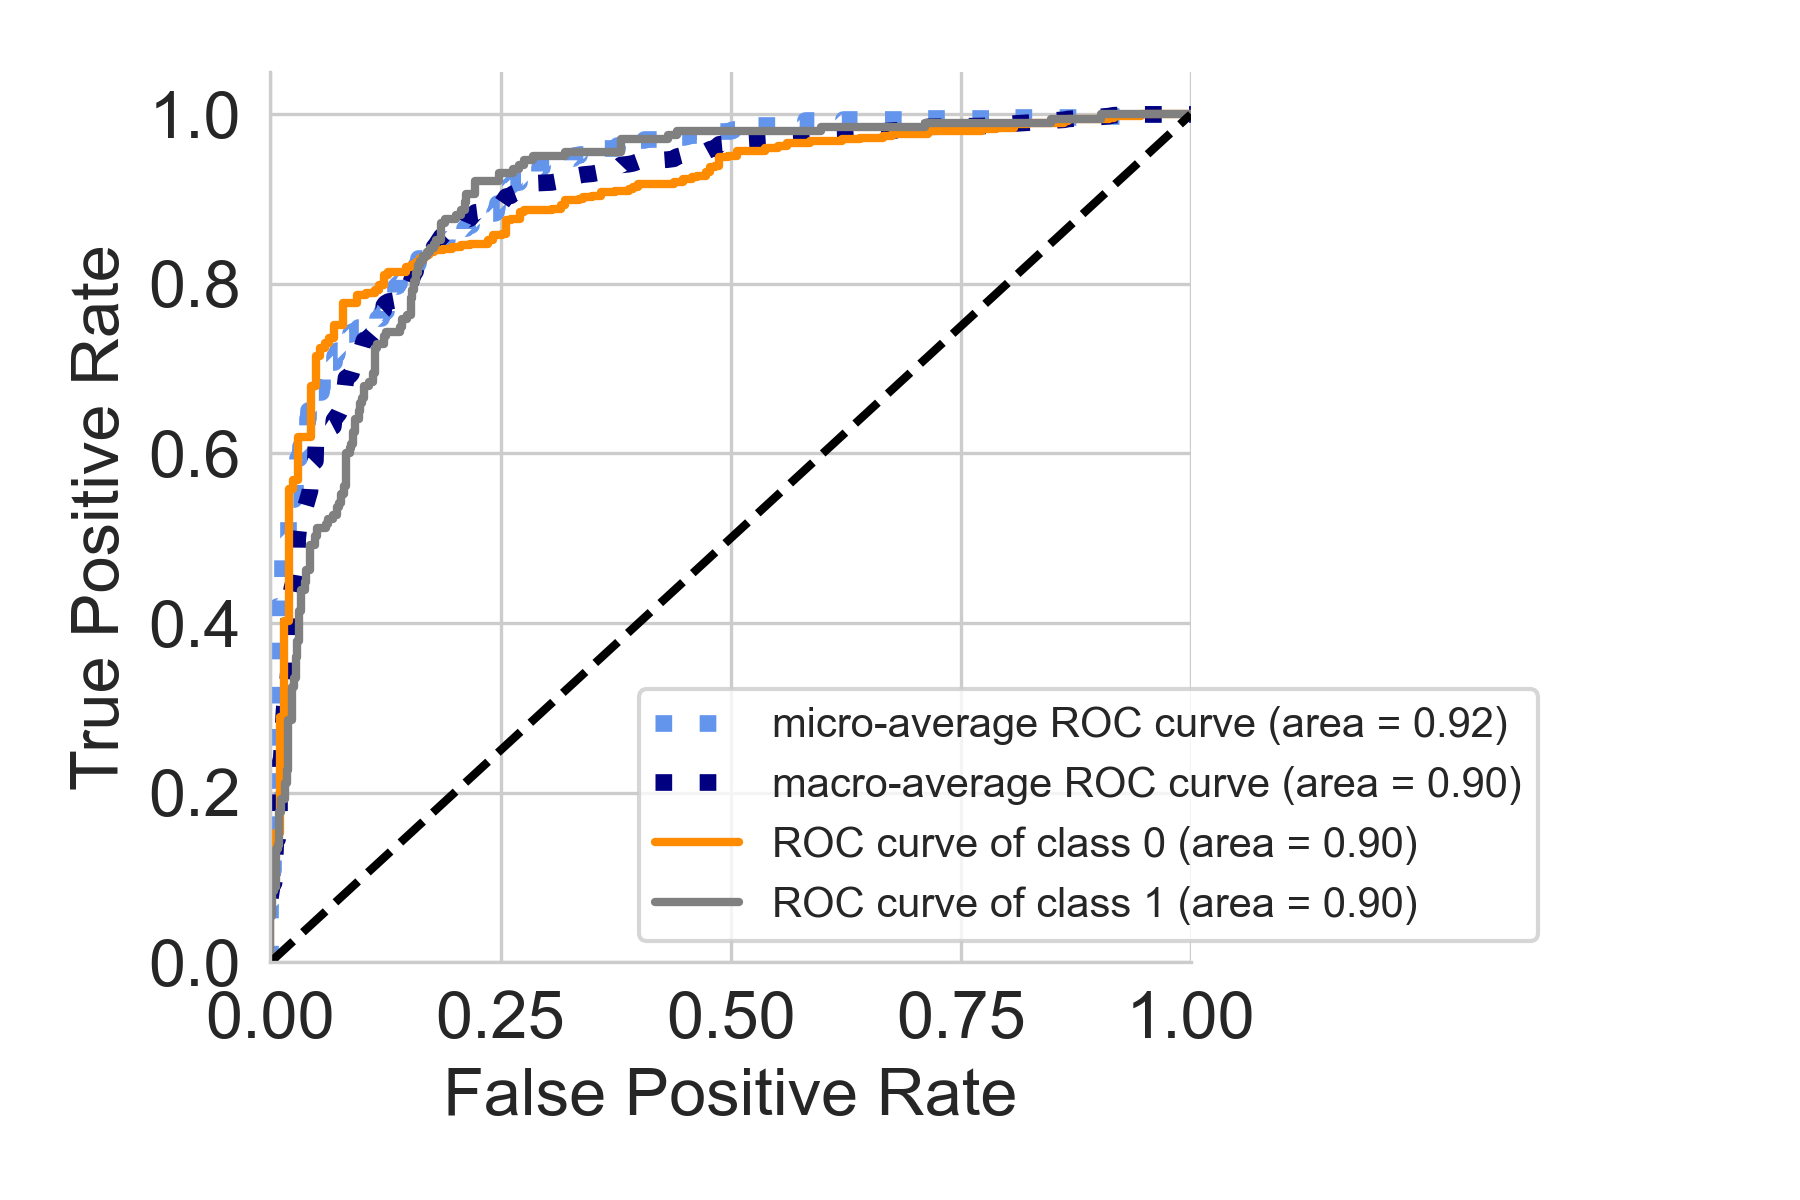 True Positive Rate
1.0
0.8
0.6
0.4
0.2
0.0
0.00 0.25 0.50 0.75 1.00
False Positive Rate
micro-average ROC curve (area = 0.92)
macro-average ROC curve (area = 0.90)
ROC curve of class 0 (area = 0.90)
ROC curve of class 1 (area = 0.90)